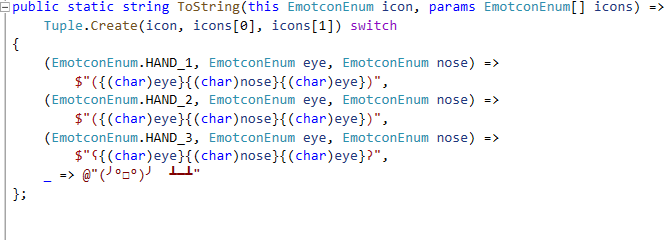 public static string ToString(this EmotconEnum icon, params EmotconEnum[] icons) =>
Tuple.Create(icon, icons[0], icons[1]) switch
{
(EmotconEnum.HAND_1, EmotconEnum eye, EmotconEnum nose) =>
$"({(char)eye}{(char)nose}{(char)eye})",
(EmotconEnum.HAND_2, EmotconEnum eye, EmotconEnum nose) =>
$"({(char)eye}{(char)nose}{(char)eye})",
(EmotconEnum.HAND_3, EmotconEnum eye, EmotconEnum nose) =>
$"ʕ{(char)eye}{(char)nose}{(char)eye}ʔ",
_ => @"(╯°□°)╯ ┻━┻"
};